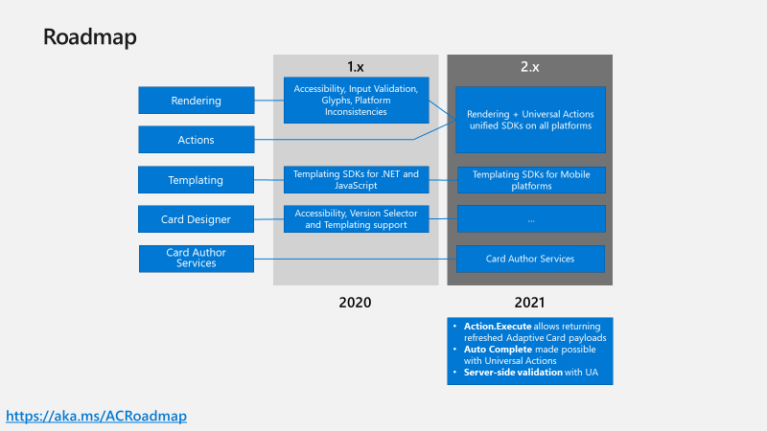 Roadmap
1.x
2.x
Rendering
Accessibility, Input Validation,
Glyphs, Platform
Inconsistencies
Rendering + Universal Actions
unified SDKs on all platforms
Actions
Templating
Templating SDKs for .NET and
JavaScript
Templating SDKs for Mobile
platforms
Card Designer
Accessibility, Version Selector
and Templating support
...
Card Author
Services
Card Author Services
2020
2021
• Action.Execute allows returning
refreshed Adaptive Card payloads
• Auto Complete made possible
with Universal Actions
• Server-side validation with UA
https://aka.ms/ACRoadmap